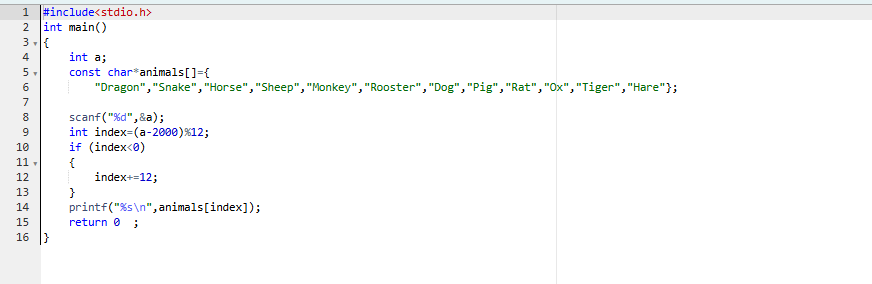 1 #include<stdio.h>
2 int main()
3 {
4     int a;
5     const char*animals[]={
6         "Dragon","Snake","Horse","Sheep","Monkey","Rooster","Dog","Pig","Rat","Ox","Tiger","Hare"};
7
8     scanf("%d",&a);
9     int index=(a-2000)%12;
10     if (index<0)
11     {
12         index+=12;
13     }
14     printf("%s\n",animals[index]);
15     return 0  ;
16 }